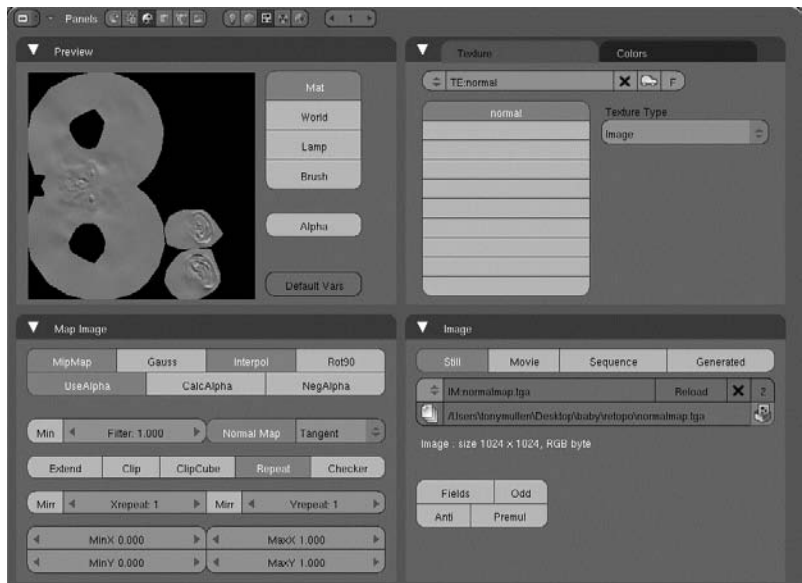 Panels 1
Preview
Mat
World
Lamp
Brush
Alpha
Default Vars
Texture Colors
TE:normal F
normal
Texture Type
Image
Map Image
MipMap Gauss Interpol Rot90
UseAlpha CalcAlpha NegAlpha
Min Filter: 1.000 Normal Map Tangent
Extend Clip ClipCube Repeat Checker
Mirr Xrepeat: 1 Mirr Yrepeat: 1
MinX 0.000 MaxX 1.000
MinY 0.000 MaxY 1.000
Image
Still Movie Sequence Generated
IM:normalmap.tga Reload 2
/Users\tonymullen\Desktop\baby\retopo\normalmap.tga
Image : size 1024 x 1024, RGB byte
Fields Odd
Anti Premul